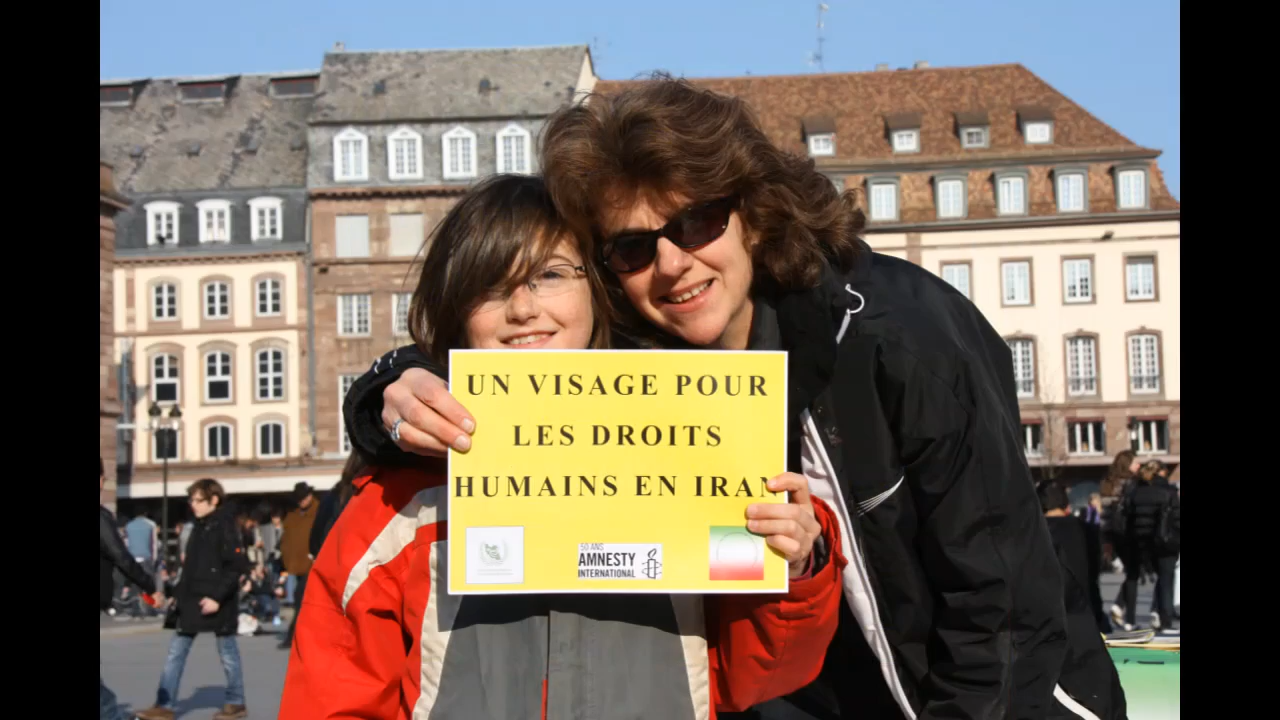 UN VISAGE POUR
LES DROITS
HUMAINS EN IRAN
50 ANS
AMNESTY
INTERNATIONAL